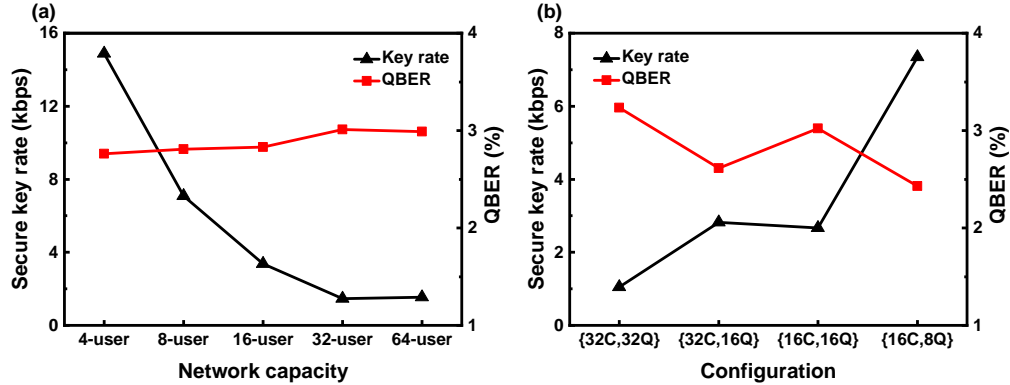 (a)
16
12
8
4
0
Secure key rate (kbps)
4
3
2
1
QBER (%)
Key rate
QBER
4-user 8-user 16-user 32-user 64-user
Network capacity
(b)
8
6
4
2
0
Secure key rate (kbps)
4
3
2
1
QBER (%)
Key rate
QBER
{32C,32Q} {32C,16Q} {16C,16Q} {16C,8Q}
Configuration